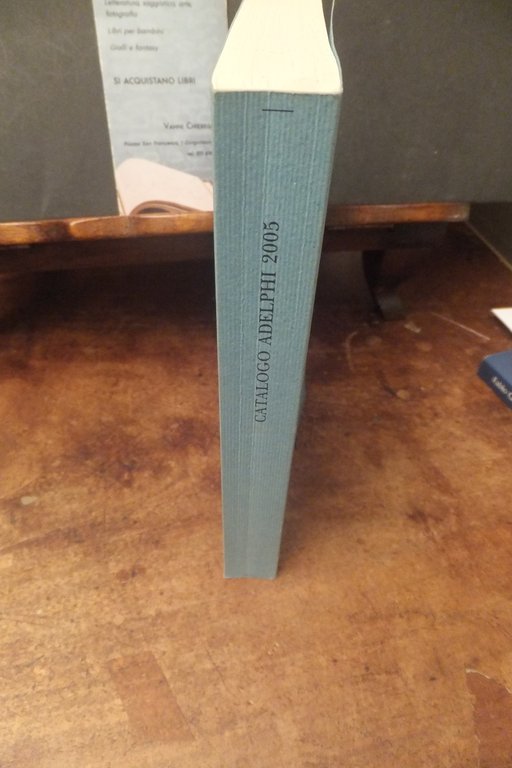 Letteratura, saggistica, arte,
fotografia
Libri per bambini
Gialli e fantasy
SI ACQUISTANO LIBRI
CATALOGO ADELPHI 2005